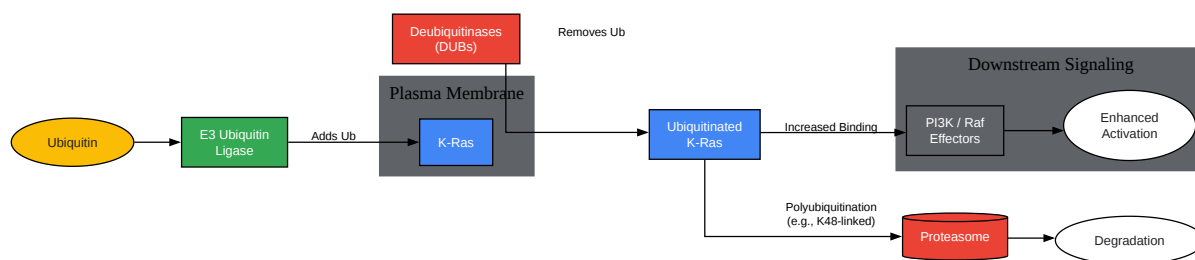 Deubiquitinases
(DUBs)
Removes Ub
Plasma Membrane
Downstream Signaling
Ubiquitin
E3 Ubiquitin
Ligase
Adds Ub
K-Ras
Ubiquitinated
K-Ras
Increased Binding
PI3K / Raf
Effectors
Enhanced
Activation
Polyubiquitination
(e.g., K48-linked)
Proteasome
Degradation